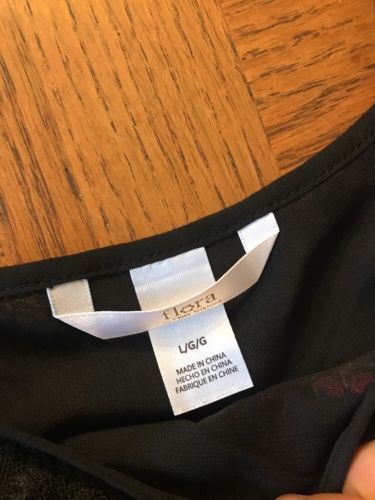 flora
L/G/G
MADE IN CHINA
HECHO EN CHINA
FABRIQUE EN CHINE